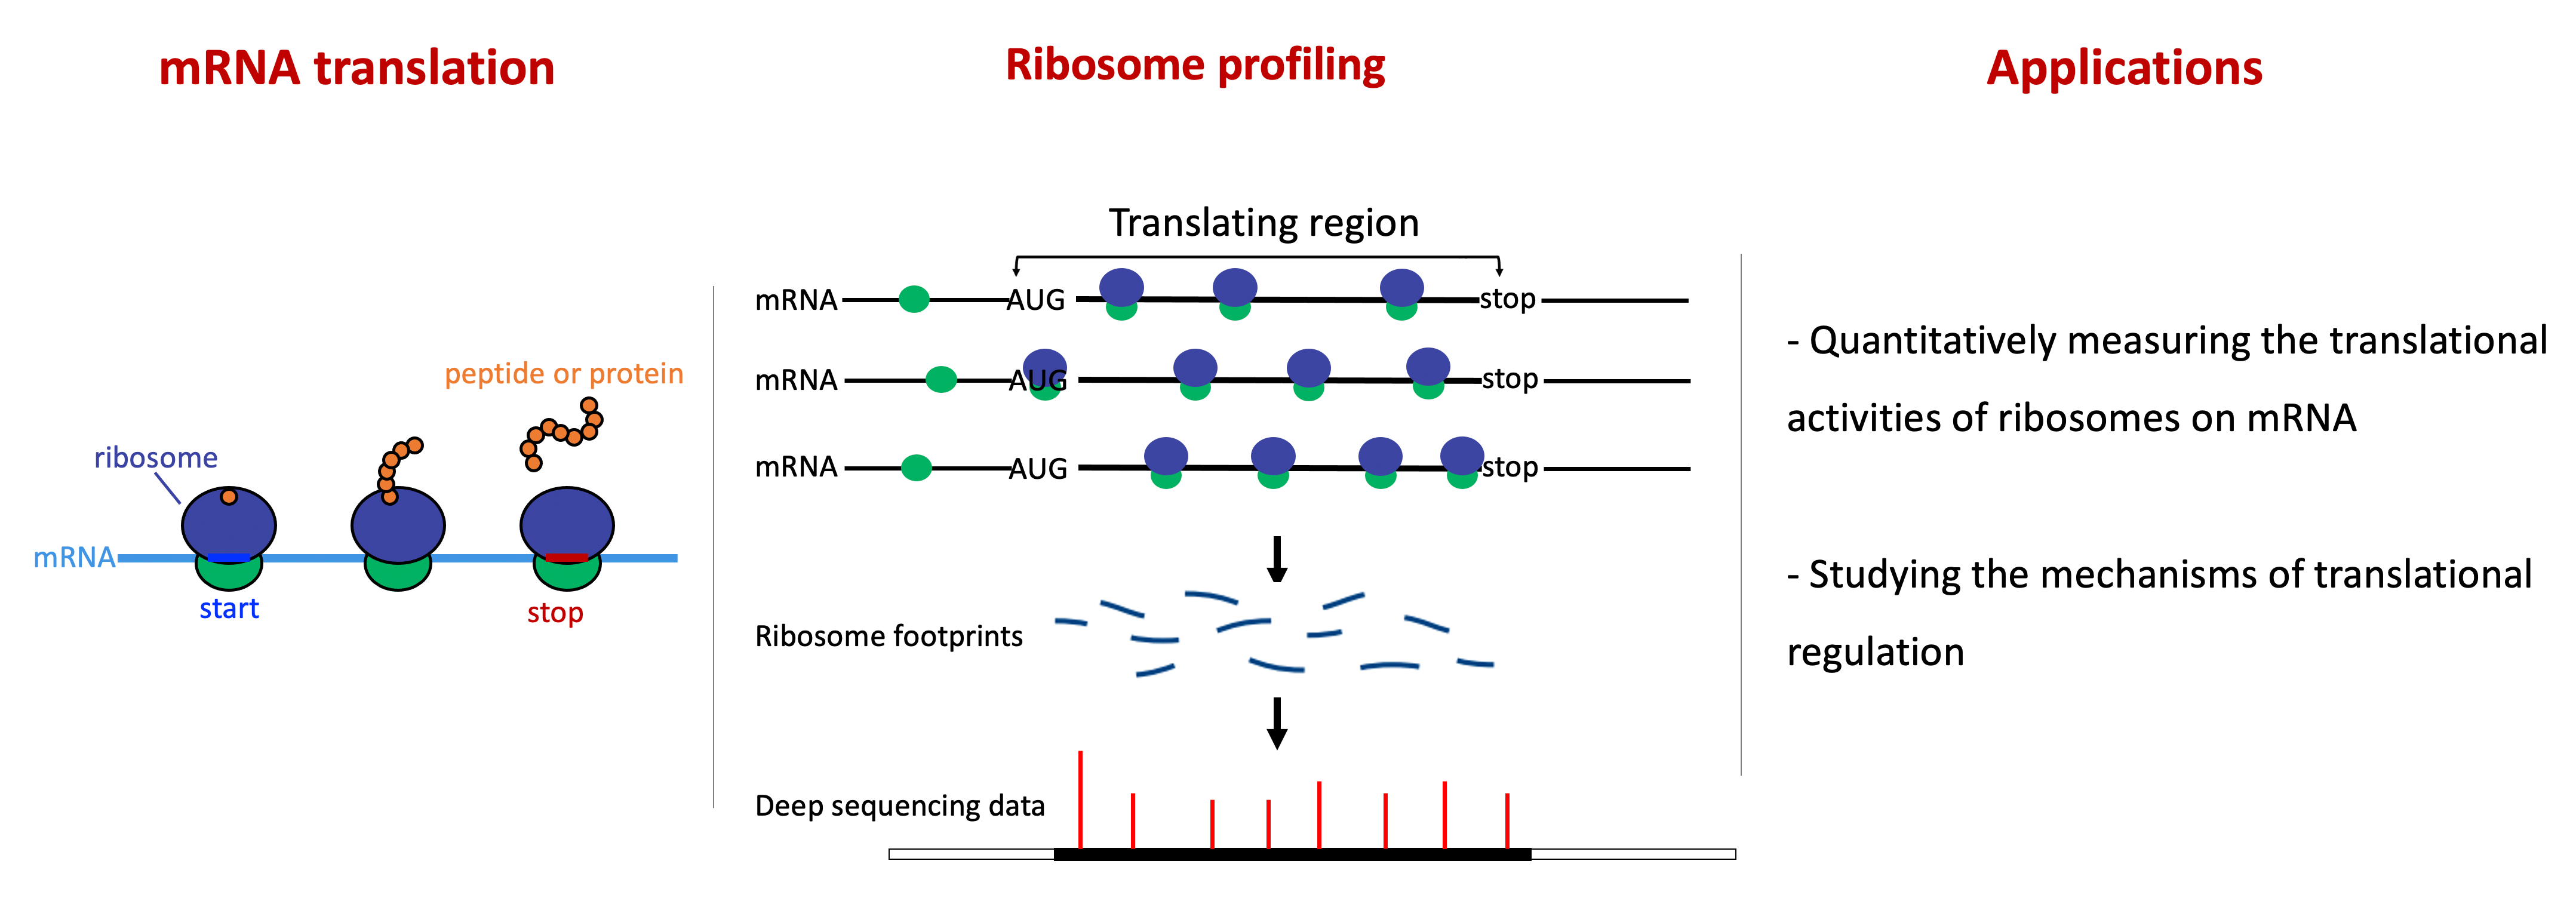 mRNA translation
peptide or protein
ribosome
mRNA
start
stop
Ribosome profiling
Translating region
mRNA AUG stop
mRNA AUG stop
mRNA AUG stop
Ribosome footprints
Deep sequencing data
Applications
- Quantitatively measuring the translational
activities of ribosomes on mRNA
- Studying the mechanisms of translational
regulation